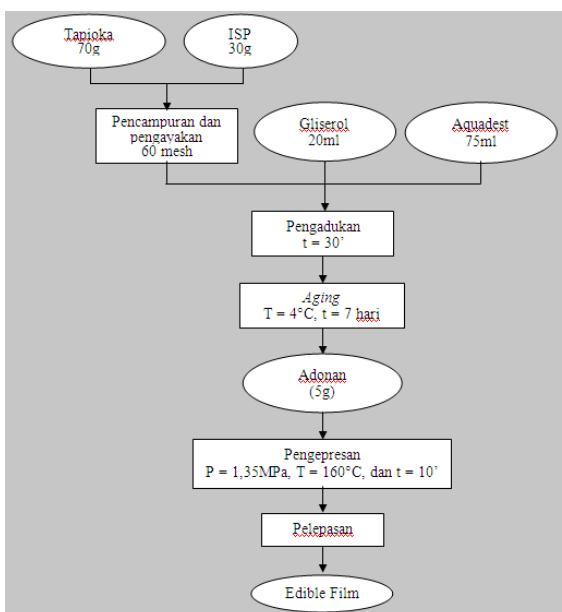 Tapioka
70g
ISP
30g
Pencampuran dan
pengayakan
60 mesh
Gliserol
20ml
Aquadest
75ml
Pengadukan
t = 30’
Aging
T = 4°C, t = 7 hari
Adonan
(5g)
Pengepresan
P = 1,35MPa, T = 160°C, dan t = 10’
Pelepasan
Edible Film